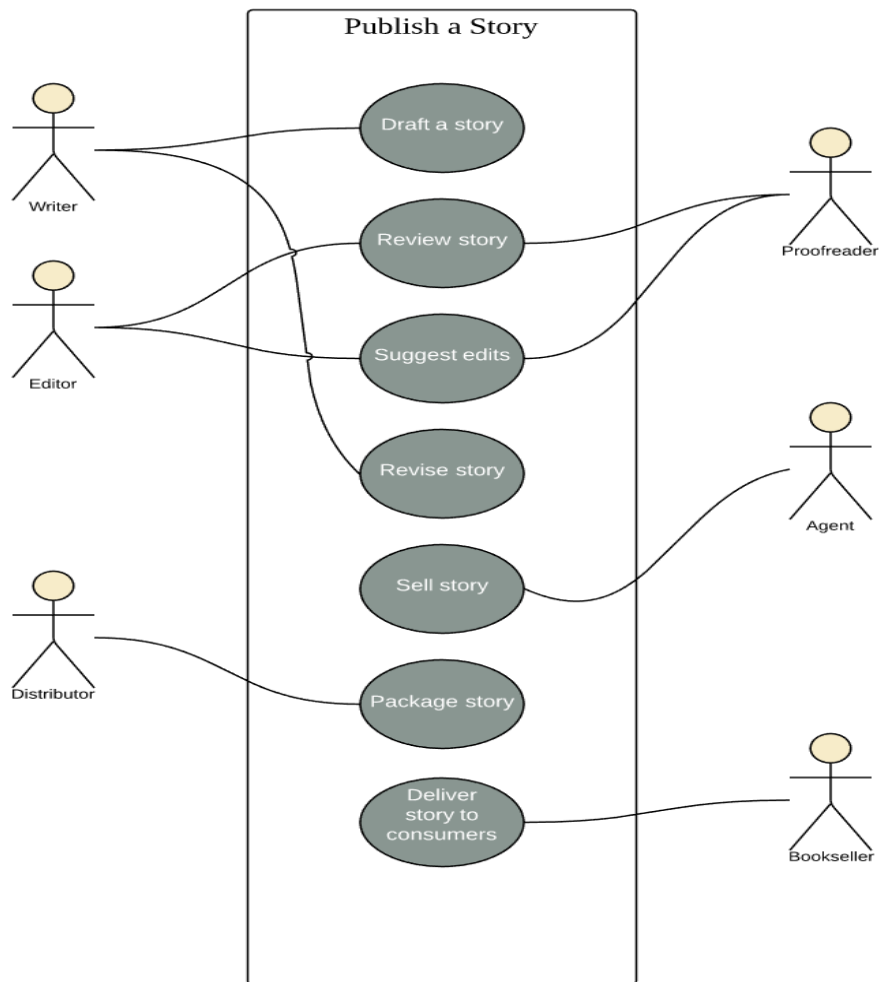 Publish a Story
Draft a story
Writer
Review story
Proofreader
Suggest edits
Editor
Revise story
Agent
Sell story
Distributor
Package story
Deliver
story to
consumers
Bookseller